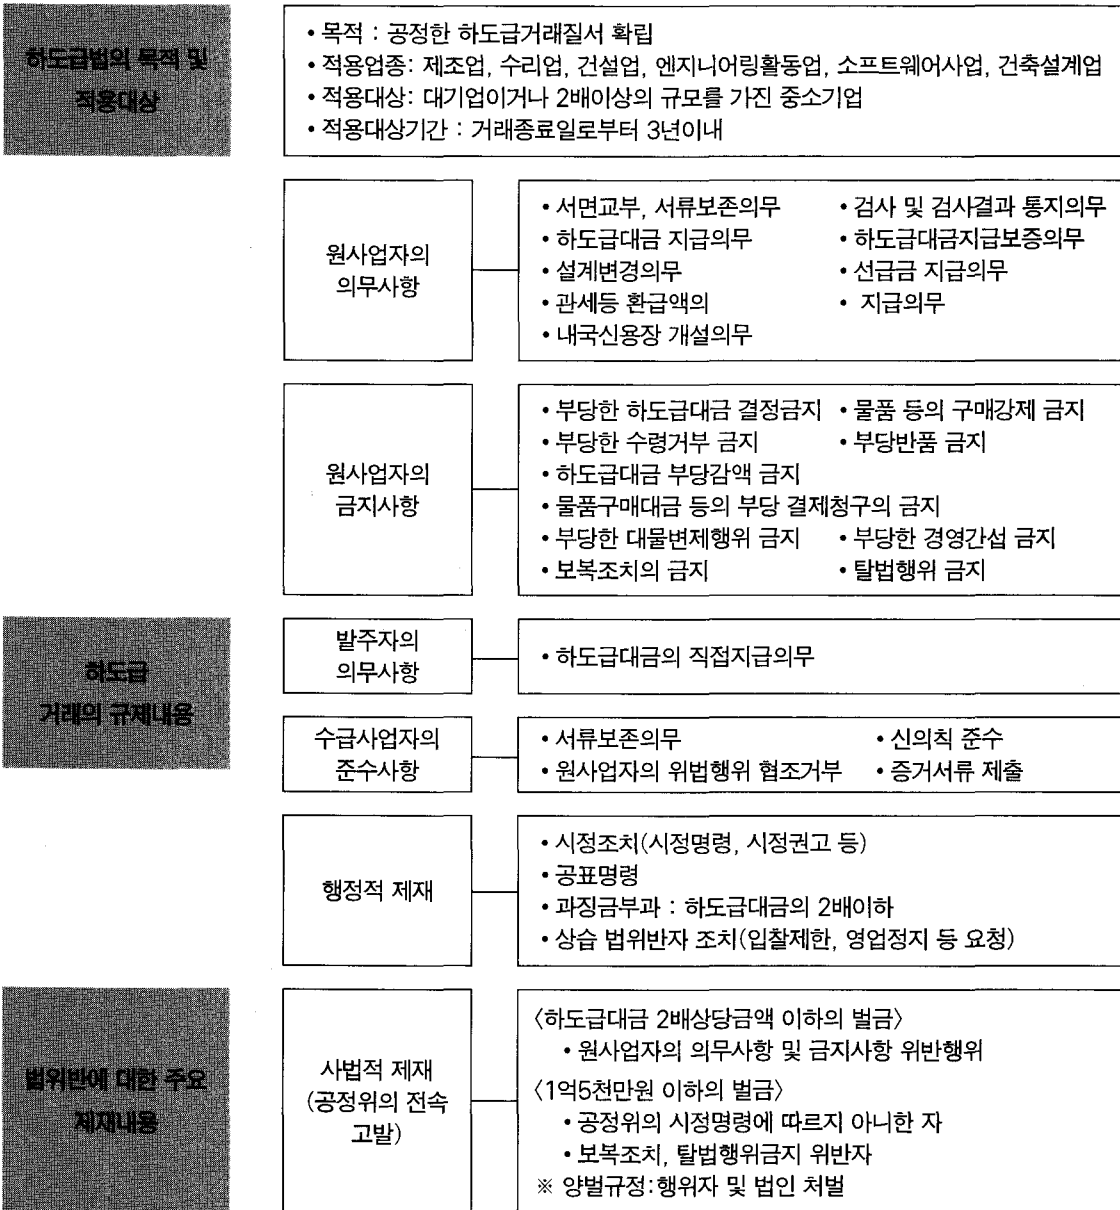 하도급법의 목적 및
적용대상
• 목적 : 공정한 하도급거래질서 확립
• 적용업종: 제조업, 수리업, 건설업, 엔지니어링활동업, 소프트웨어사업, 건축설계업
• 적용대상: 대기업이거나 2배이상의 규모를 가진 중소기업
• 적용대상기간 : 거래종료일로부터 3년이내
원사업자의
의무사항
• 서면교부, 서류보존의무 • 검사 및 검사결과 통지의무
• 하도급대금 지급의무 • 하도급대금지급보증의무
• 설계변경의무 • 선급금 지급의무
• 관세등 환급액의 • 지급의무
• 내국신용장 개설의무
원사업자의
금지사항
• 부당한 하도급대금 결정금지 • 물품 등의 구매강제 금지
• 부당한 수령거부 금지 • 부당반품 금지
• 하도급대금 부당감액 금지
• 물품구매대금 등의 부당 결제청구의 금지
• 부당한 대물변제행위 금지 • 부당한 경영간섭 금지
• 보복조치의 금지 • 탈법행위 금지
하도급
거래의 규제내용
발주자의
의무사항
• 하도급대금의 직접지급의무
수급사업자의
준수사항
• 서류보존의무 • 신의칙 준수
• 원사업자의 위법행위 협조거부 • 증거서류 제출
행정적 제재
• 시정조치(시정명령, 시정권고 등)
• 공표명령
• 과징금부과 : 하도급대금의 2배이하
• 상습 법위반자 조치(입찰제한, 영업정지 등 요청)
법위반에 대한 주요
제재내용
사법적 제재
(공정위의 전속
고발)
〈하도급대금 2배상당금액 이하의 벌금〉
• 원사업자의 의무사항 및 금지사항 위반행위
〈1억5천만원 이하의 벌금〉
• 공정위의 시정명령에 따르지 아니한 자
• 보복조치, 탈법행위금지 위반자
※ 양벌규정:행위자 및 법인 처벌